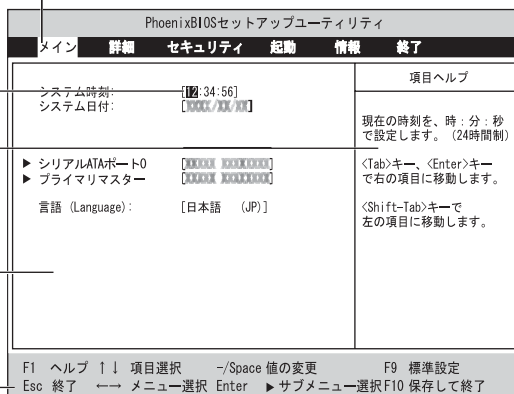 PhoenixBIOSセットアップユーティリティ
メイン 詳細 セキュリティ 起動 情報 終了
システム時刻: [12:34:56]
システム日付: [XXXX/XX/XX]
▶ シリアルATAポート0
▶ プライマリマスター
言語 (Language): [日本語 (JP)]
項目ヘルプ
現在の時刻を、時:分:秒
で設定します。(24時間制)
<Tab>キー、<Enter>キー
で右の項目に移動します。
<Shift-Tab>キーで
左の項目に移動します。
F1 ヘルプ ↑↓ 項目選択 -/Space 値の変更 F9 標準設定
Esc 終了 ←→ メニュー選択 Enter ▶サブメニュー選択 F10 保存して終了